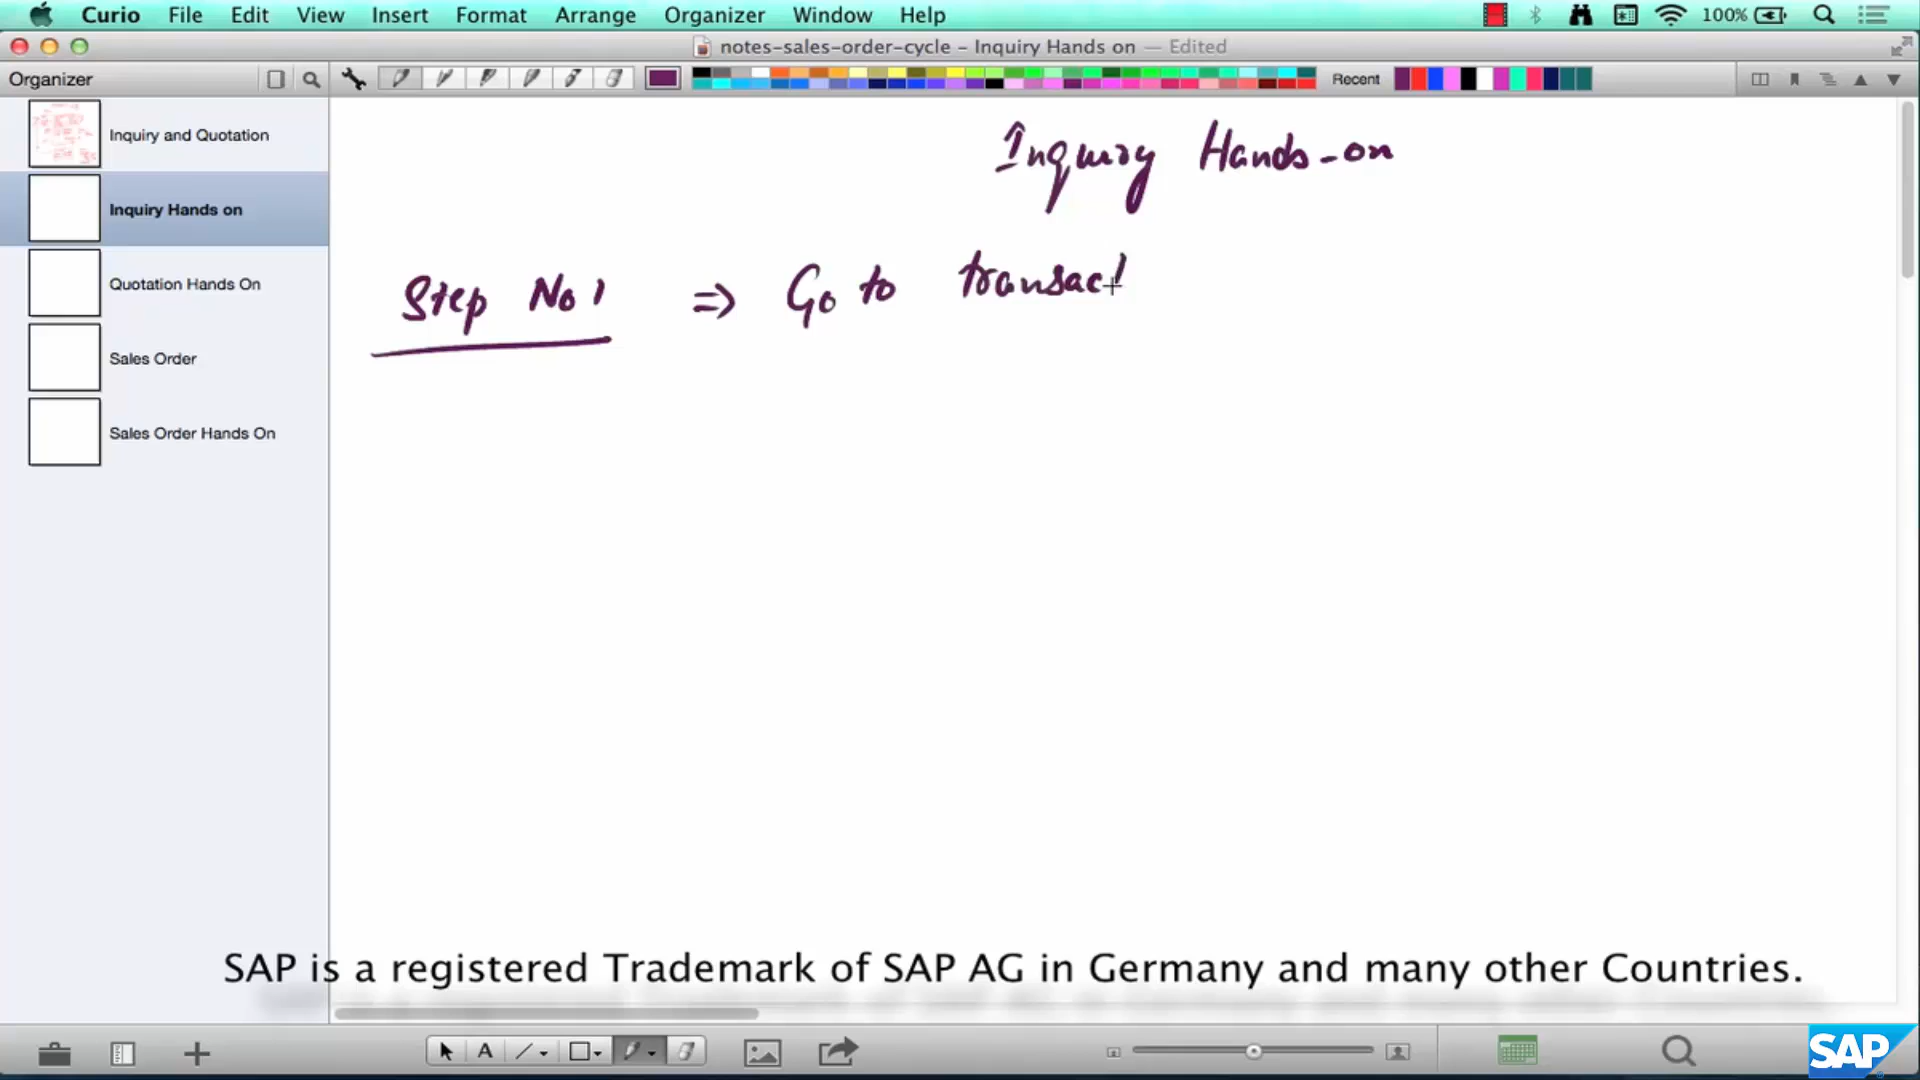 Curio File Edit View Insert Format Arrange Organizer Window Help 100%
notes-sales-order-cycle – Inquiry Hands on — Edited
Organizer Recent
Inquiry and Quotation
Inquiry Hands on
Quotation Hands On
Sales Order
Sales Order Hands On
Inquiry Hands-on
Step No 1 ⇒ Go to transact
SAP is a registered Trademark of SAP AG in Germany and many other Countries.
A
SAP